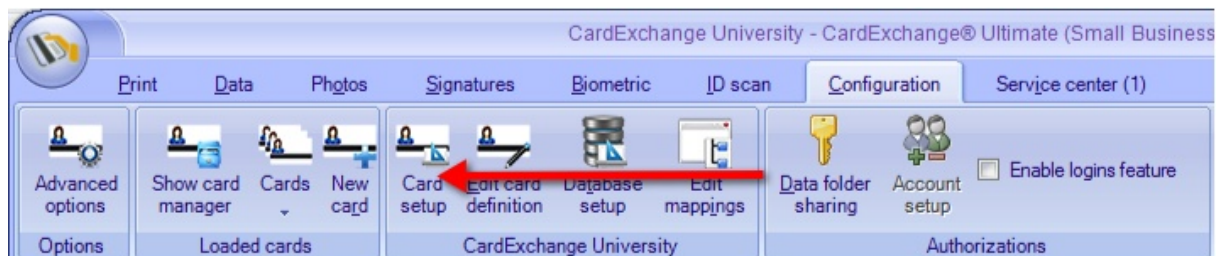 CardExchange University - CardExchange® Ultimate (Small Business
Print Data Photos Signatures Biometric ID scan Configuration Service center (1)
Advanced options
Show card manager
Cards
New card
Card setup
Edit card definition
Database setup
Edit mappings
Data folder sharing
Account setup
Enable logins feature
Options Loaded cards CardExchange University Authorizations